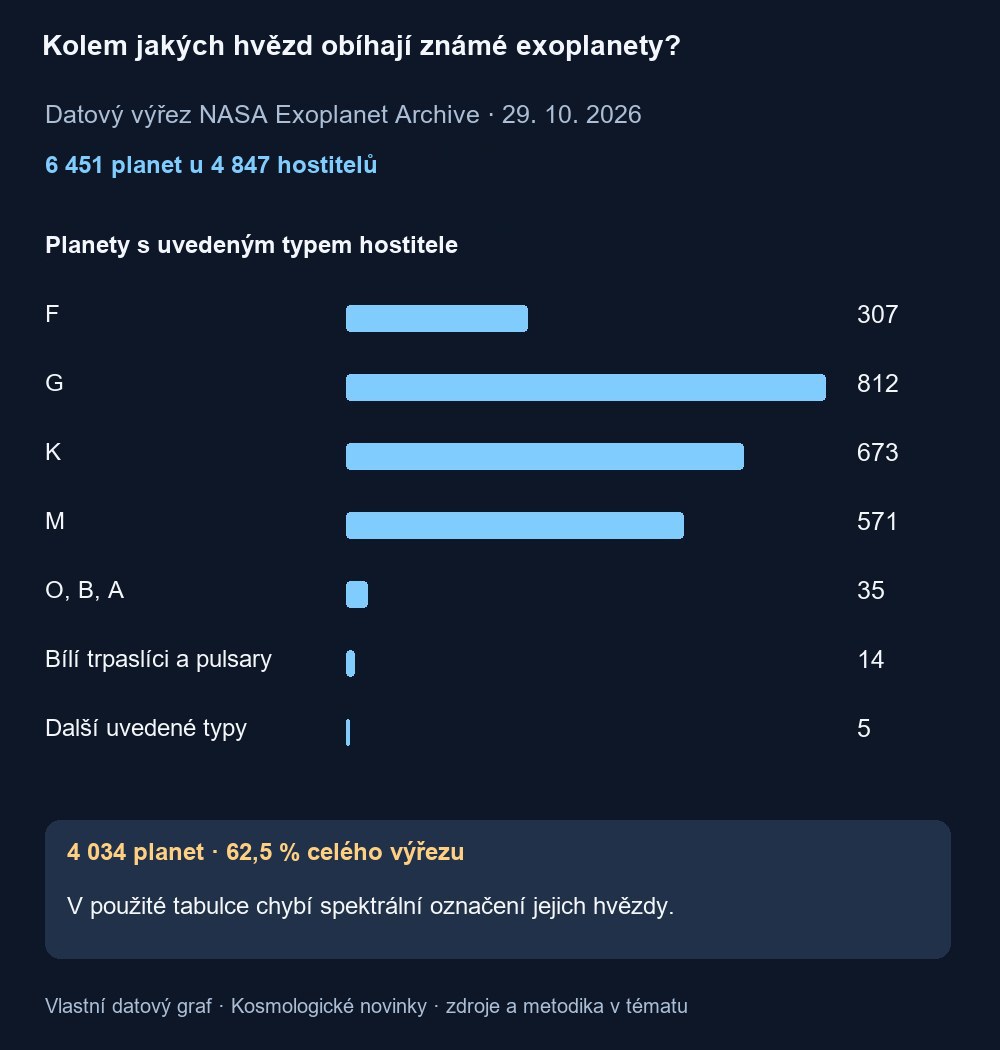 Kolem jakých hvězd obíhají známé exoplanety?
Datový výřez NASA Exoplanet Archive · 29. 10. 2026
6 451 planet u 4 847 hostitelů
Planety s uvedeným typem hostitele
F 307
G 812
K 673
M 571
O, B, A 35
Bílí trpaslíci a pulsary 14
Další uvedené typy 5
4 034 planet · 62,5 % celého výřezu
V použité tabulce chybí spektrální označení jejich hvězdy.
Vlastní datový graf · Kosmologické novinky · zdroje a metodika v tématu